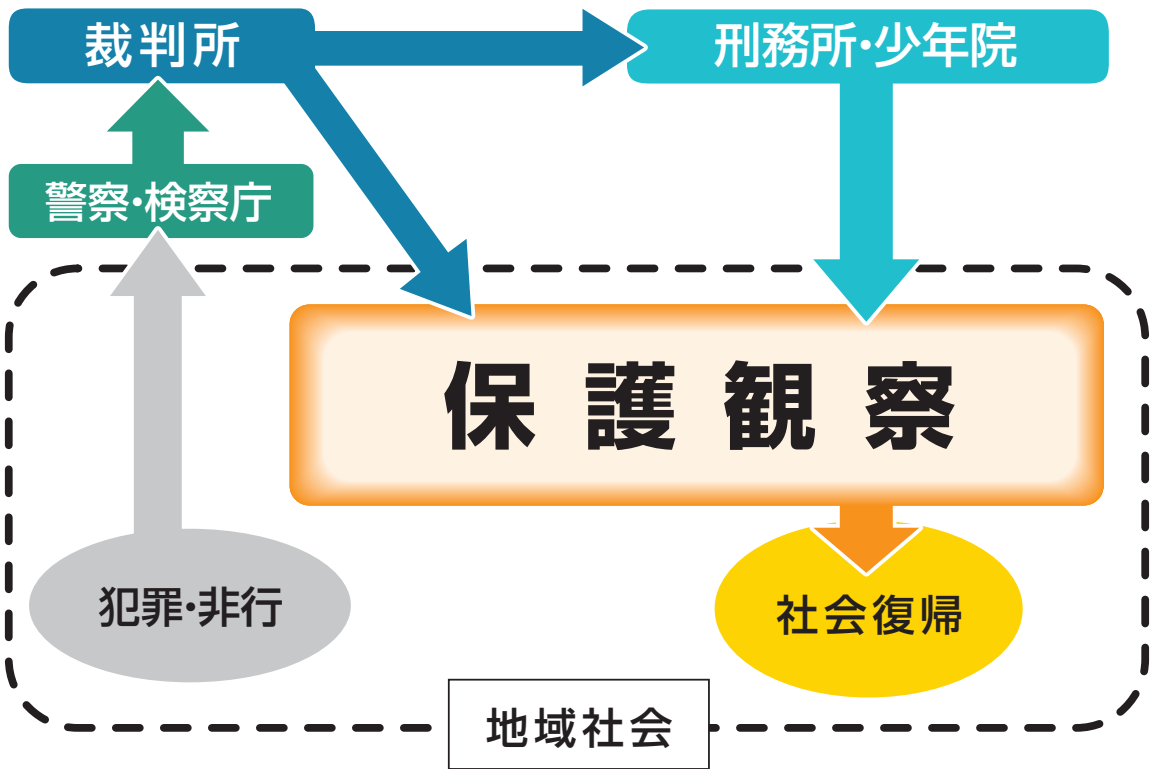 裁判所
刑務所・少年院
警察・検察庁
保護観察
犯罪・非行
社会復帰
地域社会